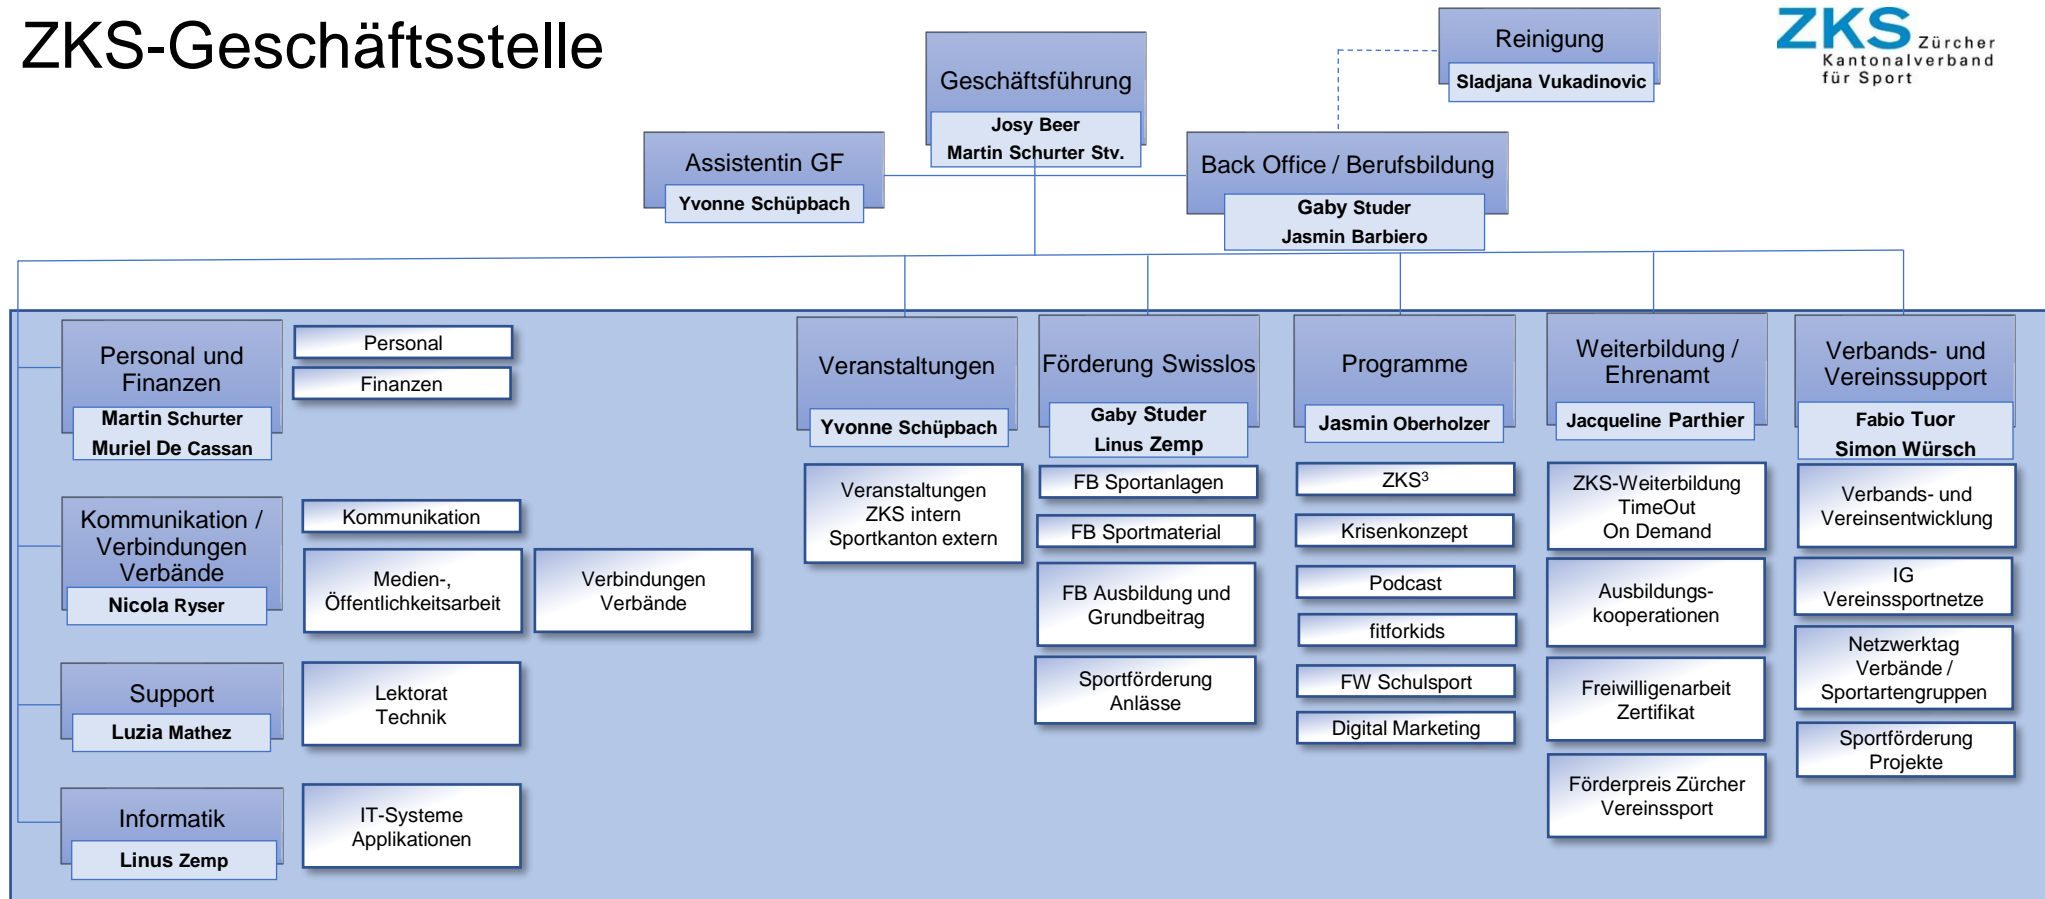 ZKS-Geschäftsstelle
ZKS Zürcher
Kantonalverband
für Sport
Geschäftsführung
Josy Beer
Martin Schurter Stv.
Reinigung
Sladjana Vukadinovic
Assistentin GF
Yvonne Schüpbach
Back Office / Berufsbildung
Gaby Studer
Jasmin Barbiero
Personal und
Finanzen
Martin Schurter
Muriel De Cassan
Personal
Finanzen
Kommunikation /
Verbindungen
Verbände
Nicola Ryser
Kommunikation
Medien-,
Öffentlichkeitsarbeit
Verbindungen
Verbände
Support
Luzia Mathez
Lektorat
Technik
Informatik
Linus Zemp
IT-Systeme
Applikationen
Veranstaltungen
Yvonne Schüpbach
Veranstaltungen
ZKS intern
Sportkanton extern
Förderung Swisslos
Gaby Studer
Linus Zemp
FB Sportanlagen
FB Sportmaterial
FB Ausbildung und
Grundbeitrag
Sportförderung
Anlässe
Programme
Jasmin Oberholzer
ZKS³
Krisenkonzept
Podcast
fitforkids
FW Schulsport
Digital Marketing
Weiterbildung /
Ehrenamt
Jacqueline Parthier
ZKS-Weiterbildung
TimeOut
On Demand
Ausbildungs-
kooperationen
Freiwilligenarbeit
Zertifikat
Förderpreis Zürcher
Vereinssport
Verbands- und
Vereinssupport
Fabio Tuor
Simon Würsch
Verbands- und
Vereinsentwicklung
IG
Vereinssportnetze
Netzwerktag
Verbände /
Sportartengruppen
Sportförderung
Projekte